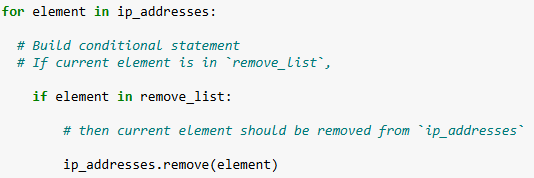 for element in ip_addresses:
# Build conditional statement
# If current element is in `remove_list`,
if element in remove_list:
# then current element should be removed from `ip_addresses`
ip_addresses.remove(element)